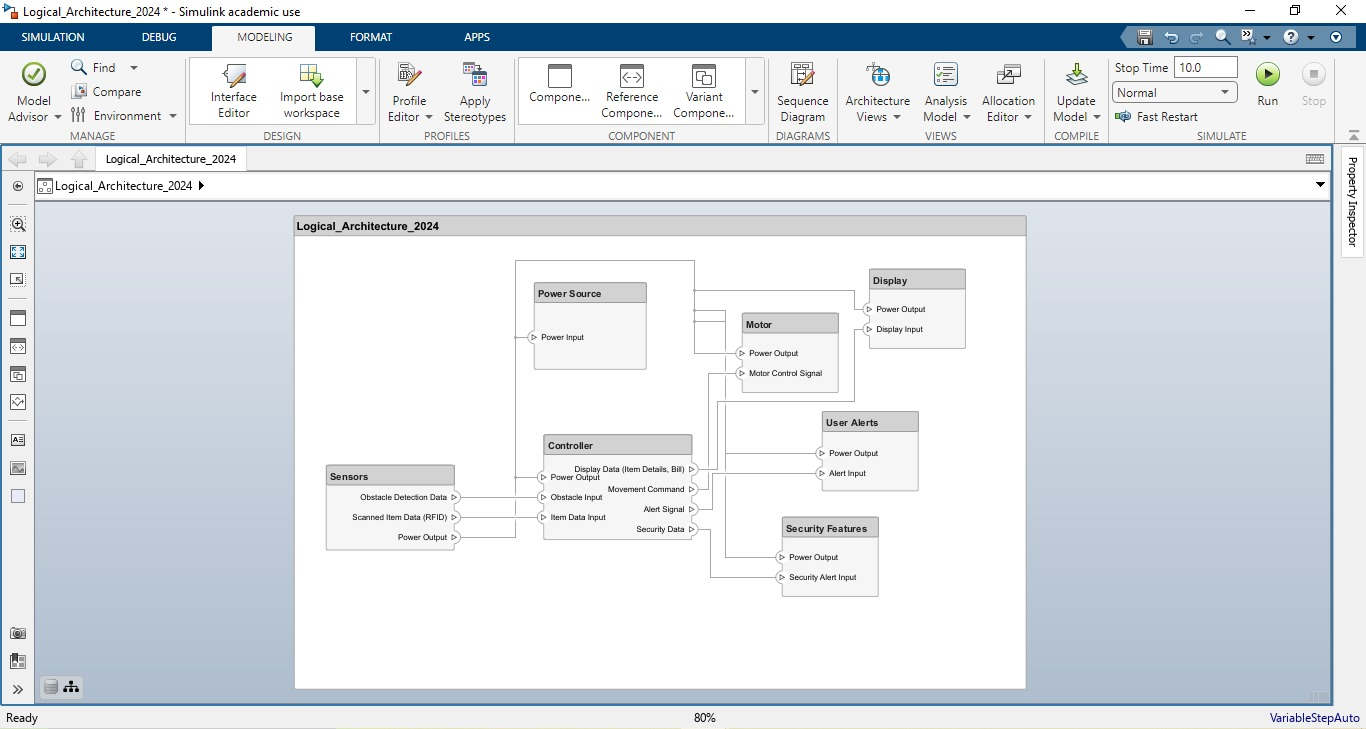 Logical_Architecture_2024 * - Simulink academic use
SIMULATION
DEBUG
MODELING
FORMAT
APPS
Model
Advisor
Find
Compare
Environment
MANAGE
Interface
Editor
Import base
workspace
DESIGN
Profile
Editor
Apply
Stereotypes
PROFILES
Compone...
Reference
Compone...
Variant
Compone...
COMPONENT
Sequence
Diagram
DIAGRAMS
Architecture
Views
Analysis
Model
Allocation
Editor
VIEWS
Update
Model
COMPILE
Stop Time 10.0
Normal
Fast Restart
Run
Stop
SIMULATE
Logical_Architecture_2024
Logical_Architecture_2024
Property Inspector
Logical_Architecture_2024
Power Source
Power Input
Display
Power Output
Display Input
Motor
Power Output
Motor Control Signal
User Alerts
Power Output
Alert Input
Controller
Display Data (Item Details, Bill)
Power Output
Movement Command
Obstacle Input
Alert Signal
Item Data Input
Security Data
Sensors
Obstacle Detection Data
Scanned Item Data (RFID)
Power Output
Security Features
Power Output
Security Alert Input
Ready
80%
VariableStepAuto